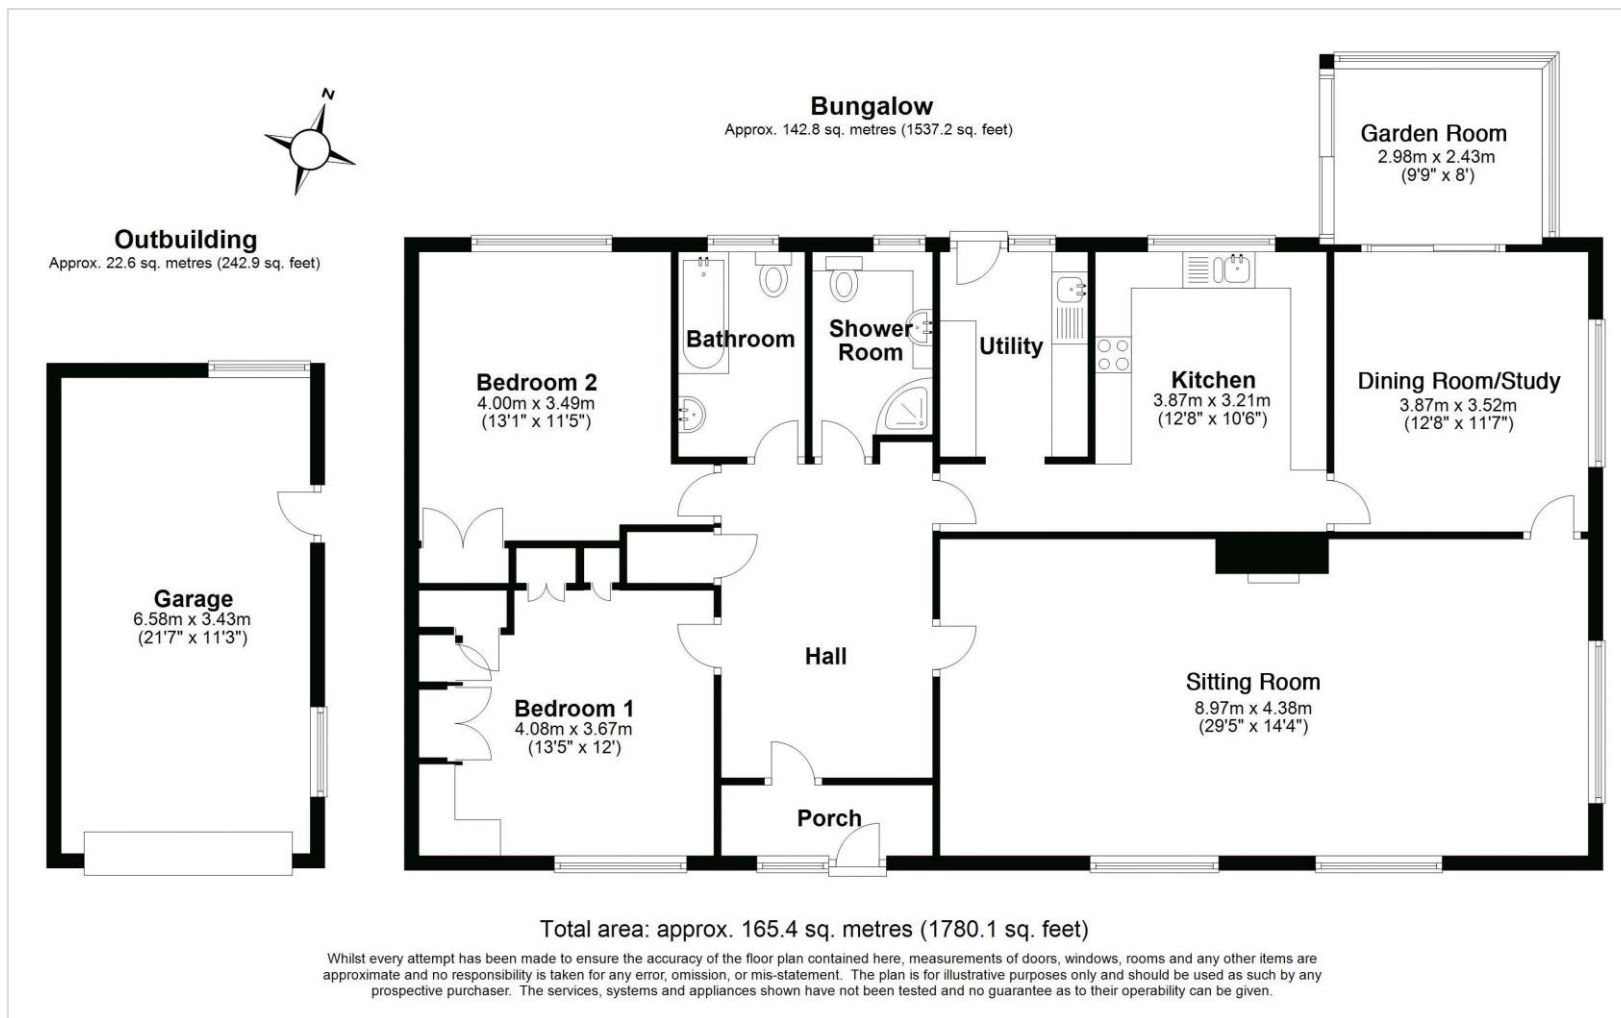 N
Bungalow
Approx. 142.8 sq. metres (1537.2 sq. feet)
Garden Room
2.98m x 2.43m
(9'9" x 8')
Outbuilding
Approx. 22.6 sq. metres (242.9 sq. feet)
Bathroom
Shower
Room
Utility
Bedroom 2
4.00m x 3.49m
(13'1" x 11'5")
Kitchen
3.87m x 3.21m
(12'8" x 10'6")
Dining Room/Study
3.87m x 3.52m
(12'8" x 11'7")
Garage
6.58m x 3.43m
(21'7" x 11'3")
Hall
Sitting Room
8.97m x 4.38m
(29'5" x 14'4")
Bedroom 1
4.08m x 3.67m
(13'5" x 12')
Porch
Total area: approx. 165.4 sq. metres (1780.1 sq. feet)
Whilst every attempt has been made to ensure the accuracy of the floor plan contained here, measurements of doors, windows, rooms and any other items are
approximate and no responsibility is taken for any error, omission, or mis-statement. The plan is for illustrative purposes only and should be used as such by any
prospective purchaser. The services, systems and appliances shown have not been tested and no guarantee as to their operability can be given.